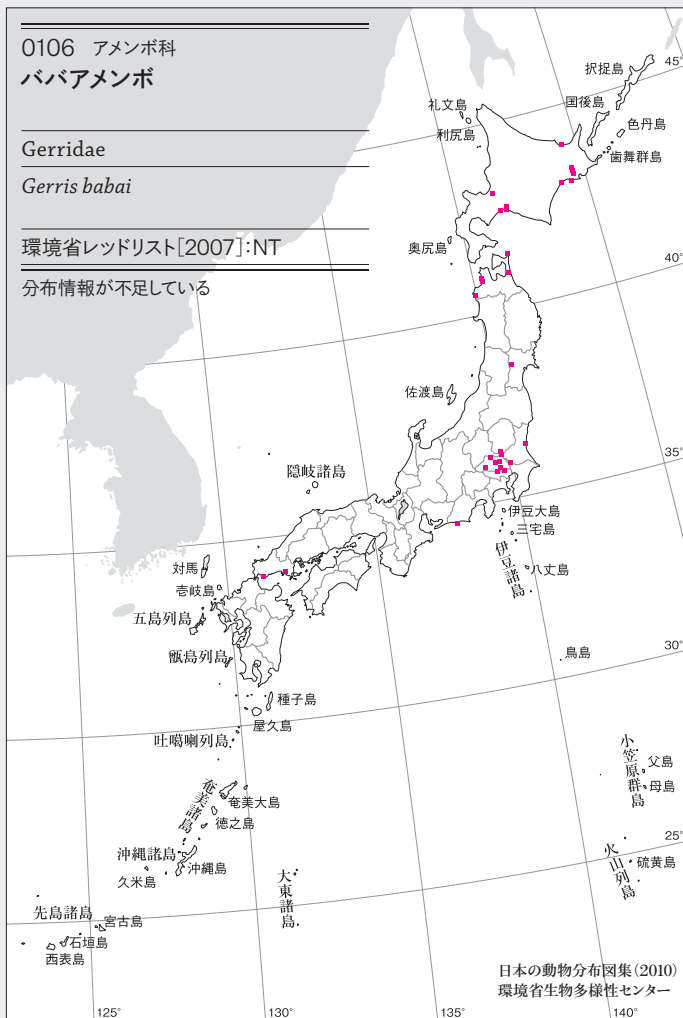 0106 アメンボ科
ババアメンボ
Gerridae
Gerris babai
環境省レッドリスト[2007]:NT
分布情報が不足している
択捉島
45°
国後島
礼文島
色丹島
利尻島
歯舞群島
奥尻島
40°
佐渡島
35°
隠岐諸島
伊豆大島
三宅島
伊豆諸島
八丈島
対馬
壱岐島
五島列島
甑島列島
鳥島
30°
種子島
屋久島
吐噶喇列島
小笠原群島
父島
母島
奄美諸島
奄美大島
徳之島
25°
沖縄諸島
沖縄島
久米島
火山列島
硫黄島
大東諸島
先島諸島
宮古島
石垣島
西表島
日本の動物分布図集(2010)
環境省生物多様性センター
125°
130°
135°
140°